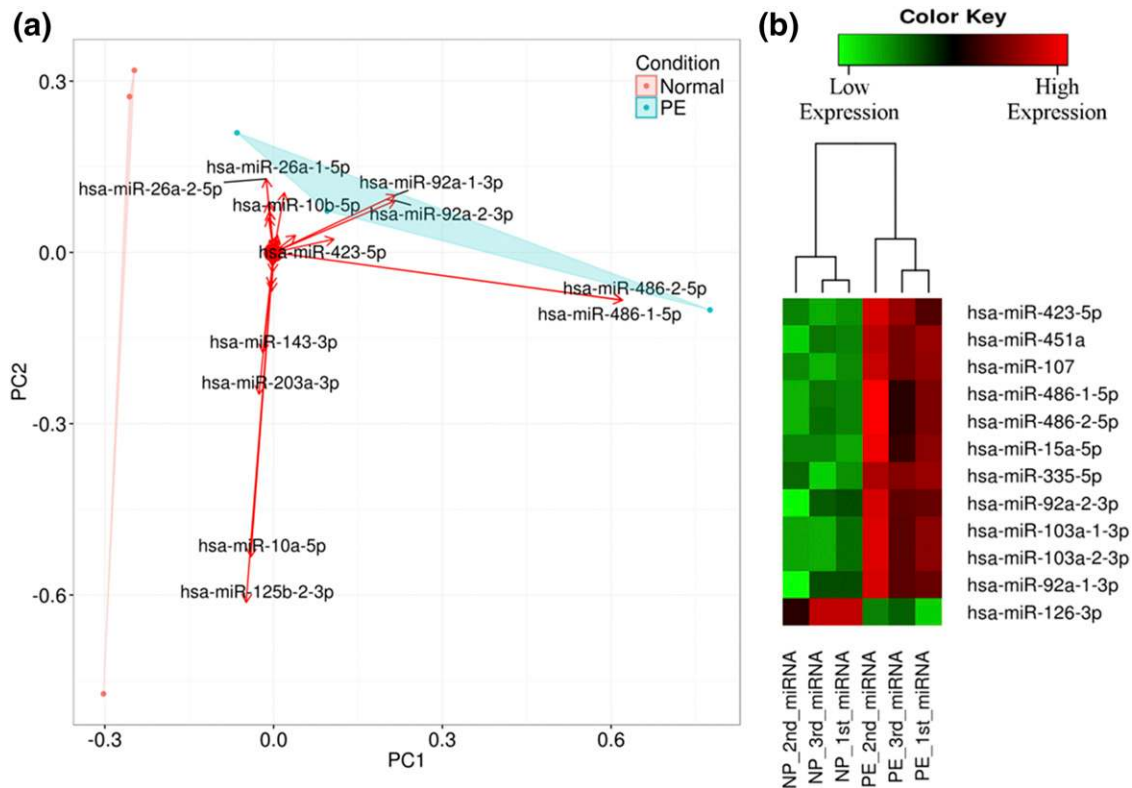 (a)
0.3
0.0
-0.3
-0.6
PC2
-0.3
0.0
0.3
0.6
PC1
Condition
Normal
PE
hsa-miR-26a-1-5p
hsa-miR-26a-2-5p
hsa-miR-92a-1-3p
hsa-miR-10b-5p
hsa-miR-92a-2-3p
hsa-miR-423-5p
hsa-miR-486-2-5p
hsa-miR-486-1-5p
hsa-miR-143-3p
hsa-miR-203a-3p
hsa-miR-10a-5p
hsa-miR-125b-2-3p
(b)
Color Key
Low
Expression
High
Expression
hsa-miR-423-5p
hsa-miR-451a
hsa-miR-107
hsa-miR-486-1-5p
hsa-miR-486-2-5p
hsa-miR-15a-5p
hsa-miR-335-5p
hsa-miR-92a-2-3p
hsa-miR-103a-1-3p
hsa-miR-103a-2-3p
hsa-miR-92a-1-3p
hsa-miR-126-3p
NP_2nd_miRNA
NP_3rd_miRNA
NP_1st_miRNA
PE_2nd_miRNA
PE_3rd_miRNA
PE_1st_miRNA